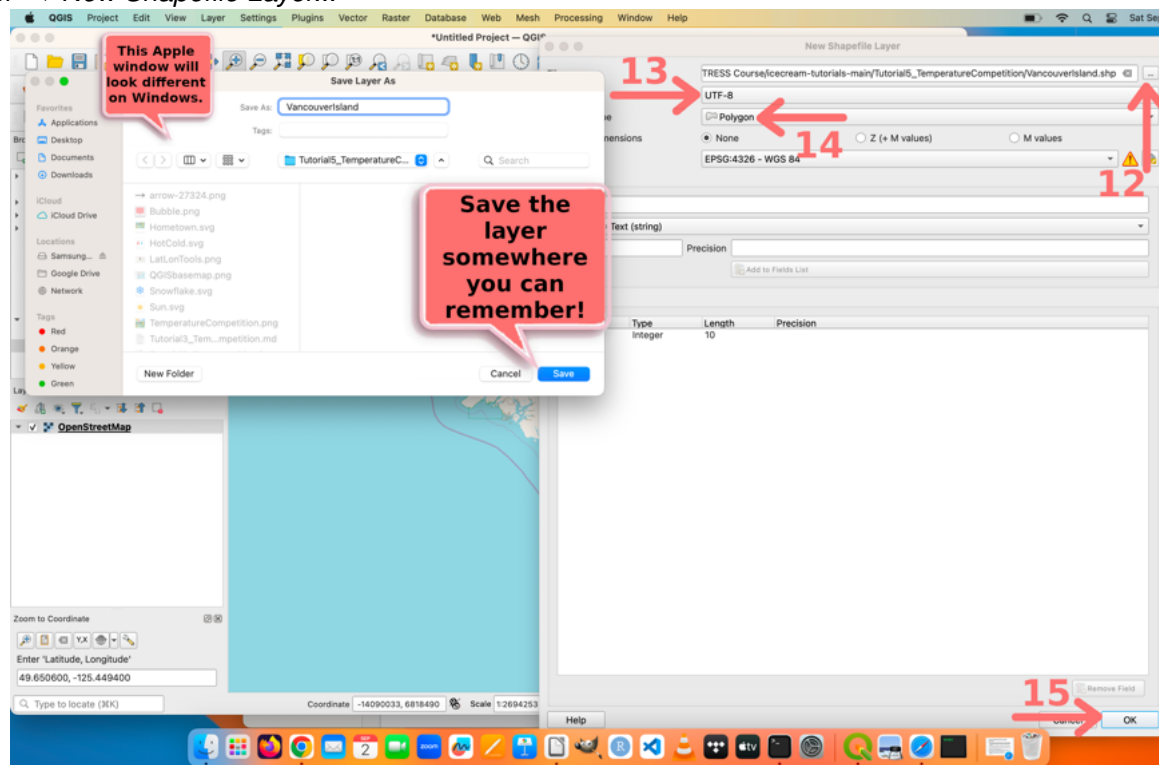 New Shapefile Layer...
QGIS Project Edit View Layer Settings Plugins Vector Raster Database Web Mesh Processing Window Help
*Untitled Project — QGIS
This Apple
window will
look different
on Windows.
Save Layer As
Save As: VancouverIsland
Tags:
Favorites
Applications
Desktop
Documents
Downloads
iCloud
iCloud Drive
Locations
Samsung...
Google Drive
Network
Tags
Red
Orange
Yellow
Green
Tutorial5_TemperatureC...
Search
arrow-27324.png
Bubble.png
Hometown.svg
HotCold.svg
LatLonTools.png
QGISbasemap.png
Snowflake.svg
Sun.svg
TemperatureCompetition.png
Tutorial3_Tem...mpetition.md
New Folder Cancel Save
Save the
layer
somewhere
you can
remember!
New Shapefile Layer
13
TRESS Course/icecream-tutorials-main/Tutorial5_TemperatureCompetition/VancouverIsland.shp
UTF-8
Polygon
14
None Z (+ M values) M values
EPSG:4326 - WGS 84
12
Text (string)
Precision
Add to Fields List
Type Length Precision
Integer 10
Remove Field
15
Help OK
OpenStreetMap
Zoom to Coordinate
Enter 'Latitude, Longitude'
49.650600, -125.449400
Type to locate (⌘K)
Coordinate -14090033, 6818490 Scale 1:2694253